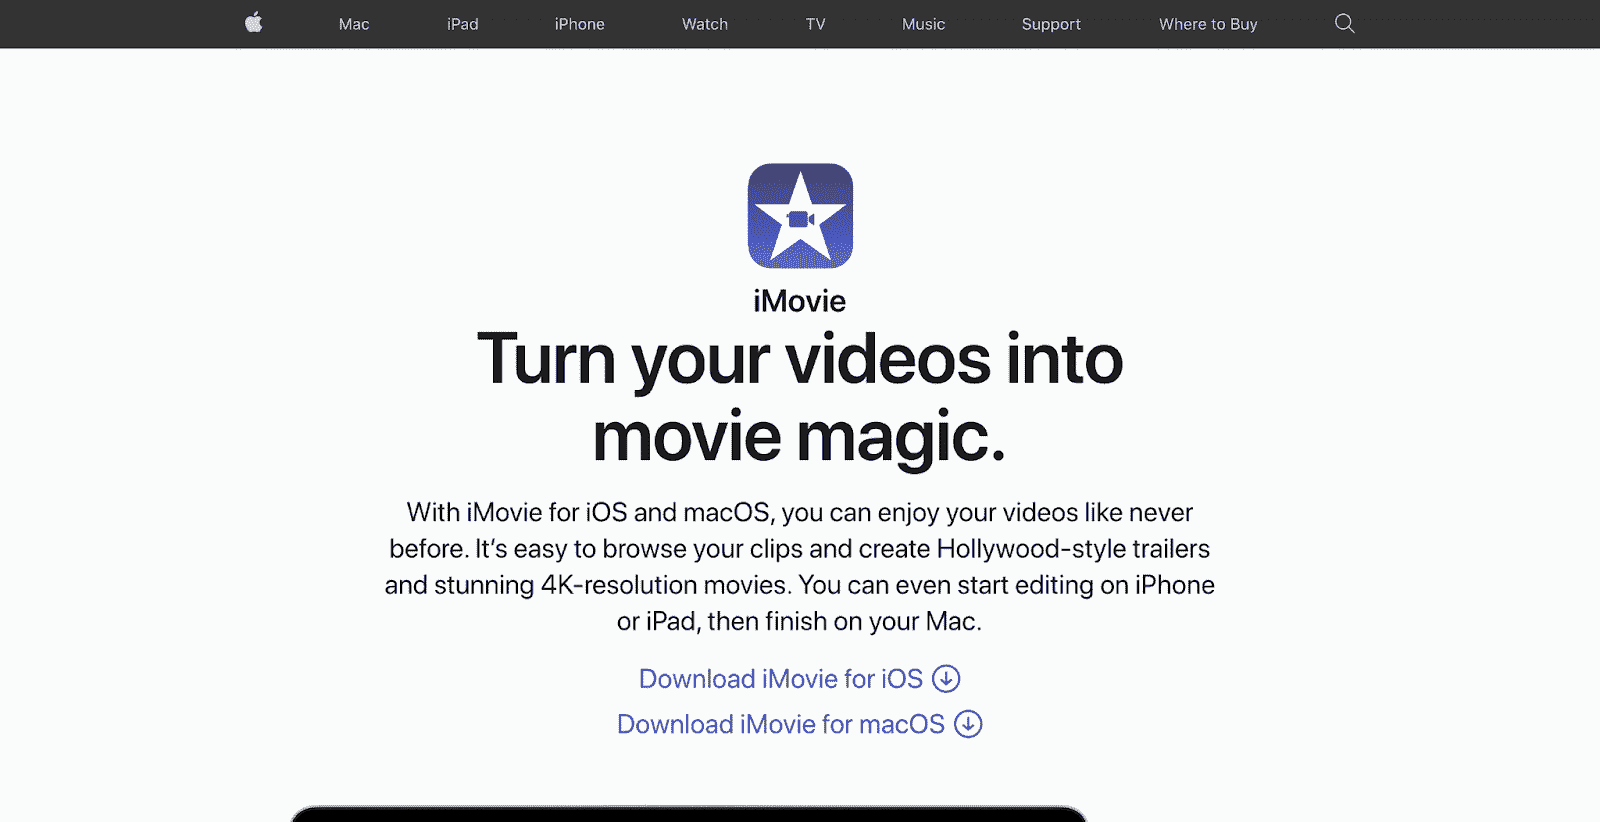 Mac iPad iPhone Watch TV Music Support Where to Buy
iMovie
Turn your videos into
movie magic.
With iMovie for iOS and macOS, you can enjoy your videos like never
before. It’s easy to browse your clips and create Hollywood-style trailers
and stunning 4K-resolution movies. You can even start editing on iPhone
or iPad, then finish on your Mac.
Download iMovie for iOS
Download iMovie for macOS